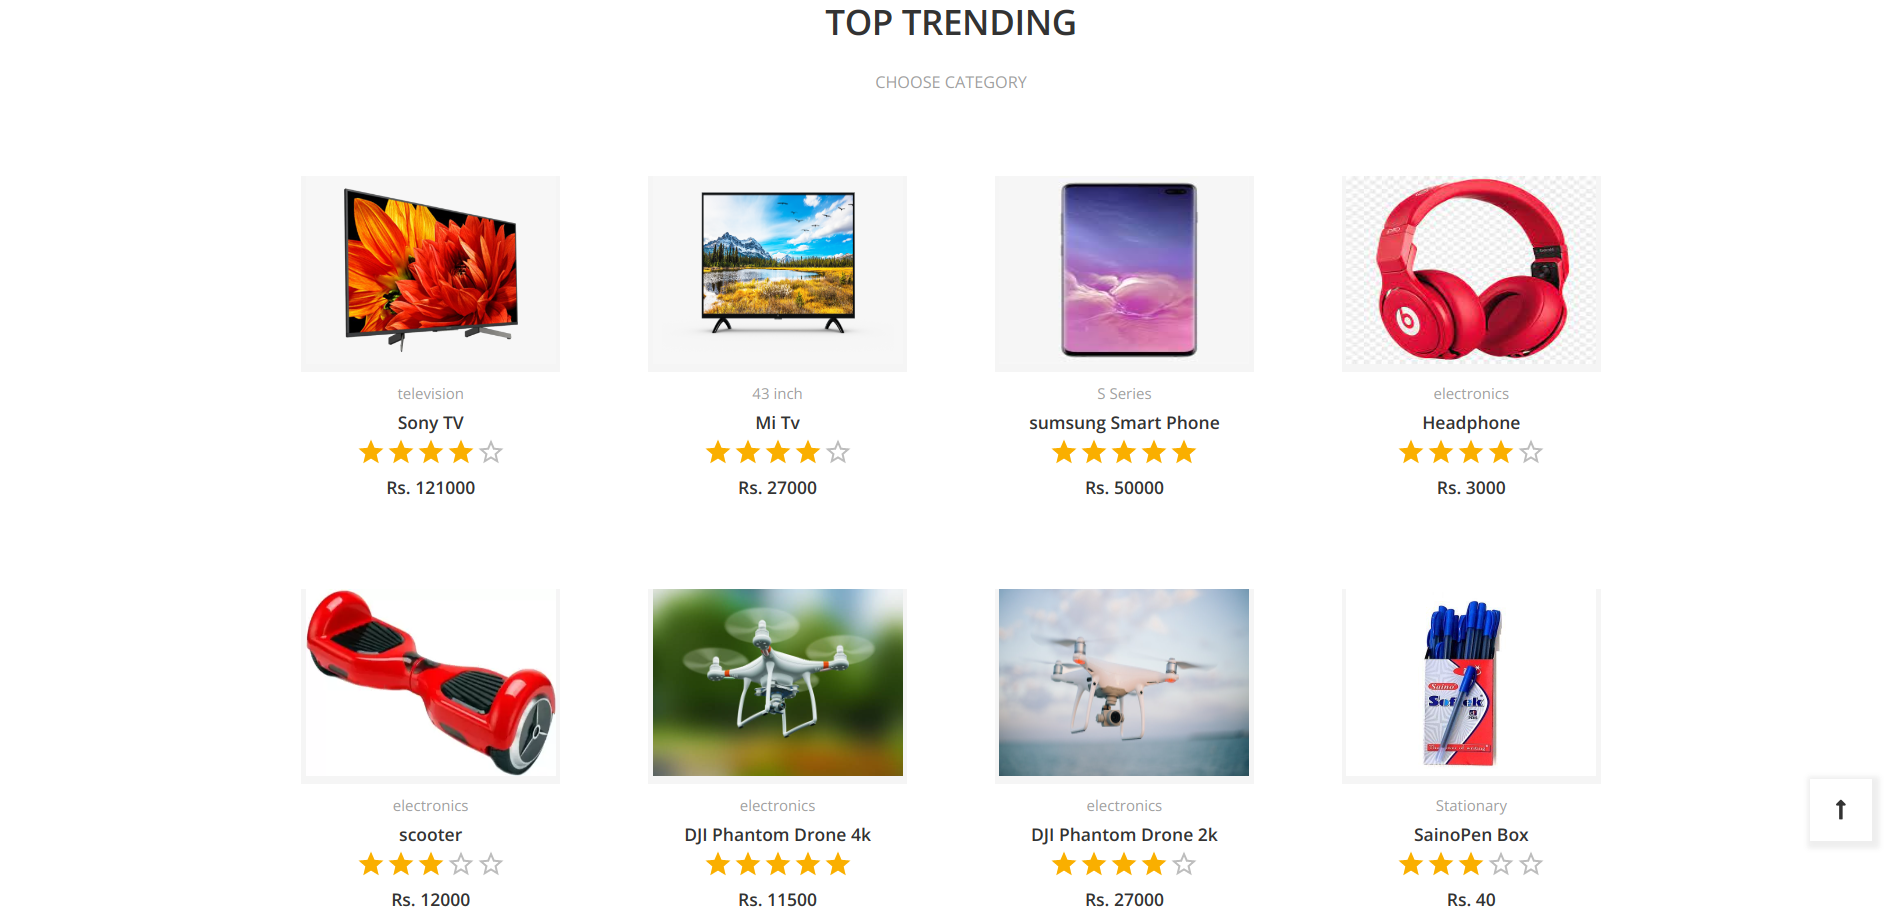 TOP TRENDING
CHOOSE CATEGORY
television
Sony TV
Rs. 121000
43 inch
Mi Tv
Rs. 27000
S Series
sumsung Smart Phone
Rs. 50000
electronics
Headphone
Rs. 3000
electronics
scooter
Rs. 12000
electronics
DJI Phantom Drone 4k
Rs. 11500
electronics
DJI Phantom Drone 2k
Rs. 27000
Saino
Stationary
SainoPen Box
Rs. 40